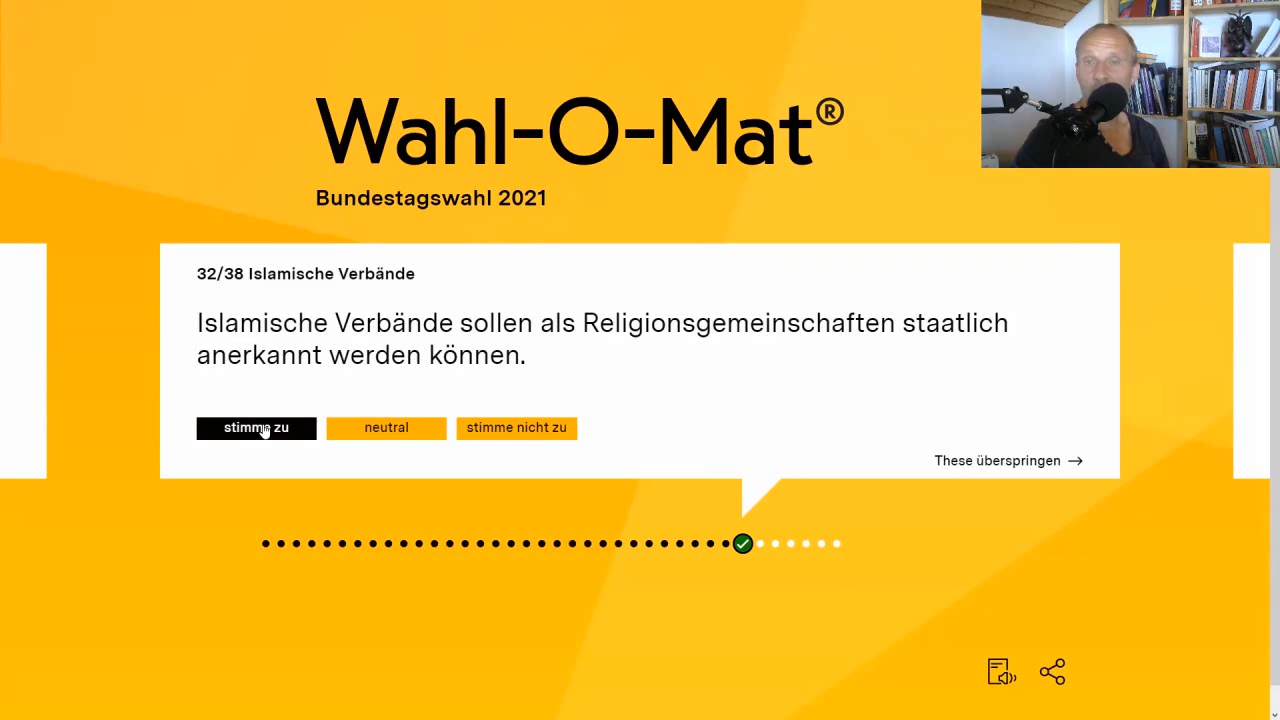 Wahl-O-Mat®
Bundestagswahl 2021
32/38 Islamische Verbände
Islamische Verbände sollen als Religionsgemeinschaften staatlich
anerkannt werden können.
stimme zu
neutral
stimme nicht zu
These überspringen →